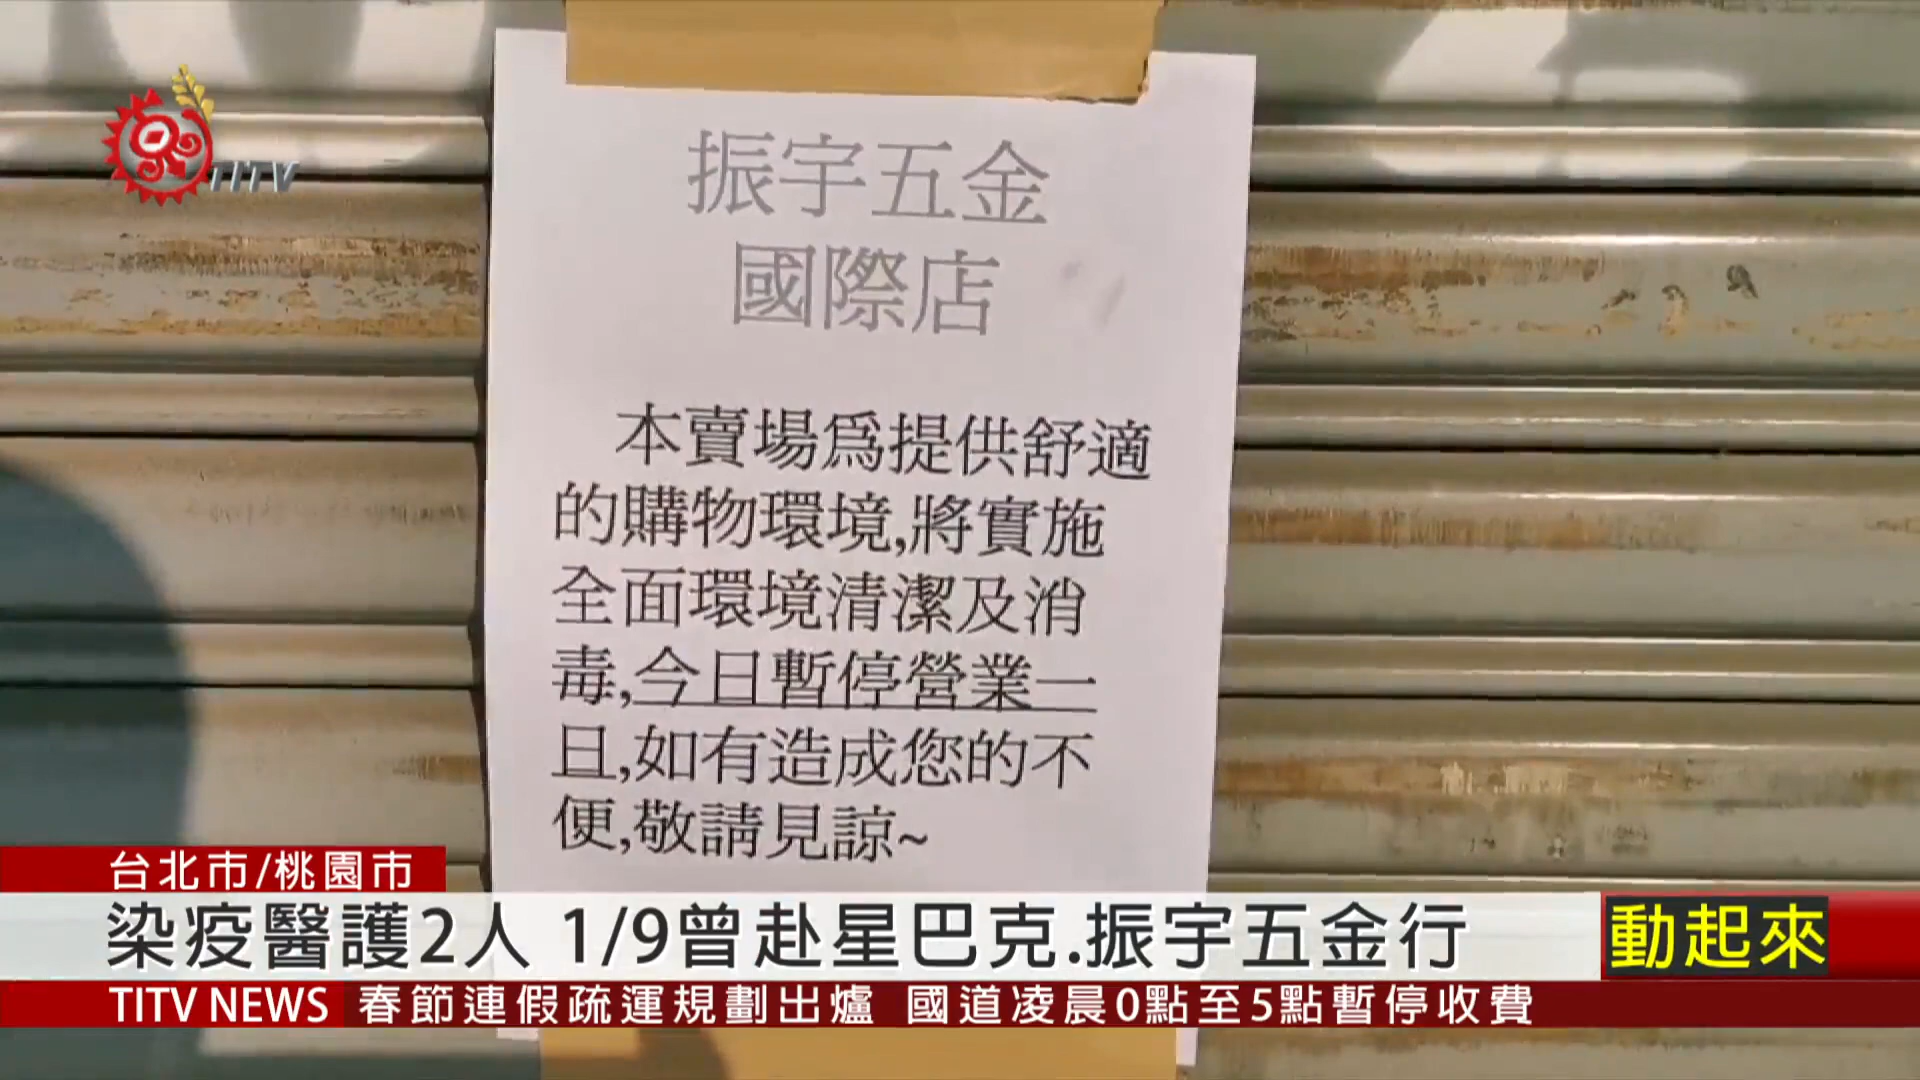 TITV
振宇五金
國際店
本賣場為提供舒適
的購物環境,將實施
全面環境清潔及消
毒,今日暫停營業一
且,如有造成您的不
便,敬請見諒~
台北市/桃園市
染疫醫護2人 1/9曾赴星巴克.振宇五金行
動起來
TITV NEWS 春節連假疏運規劃出爐 國道凌晨0點至5點暫停收費